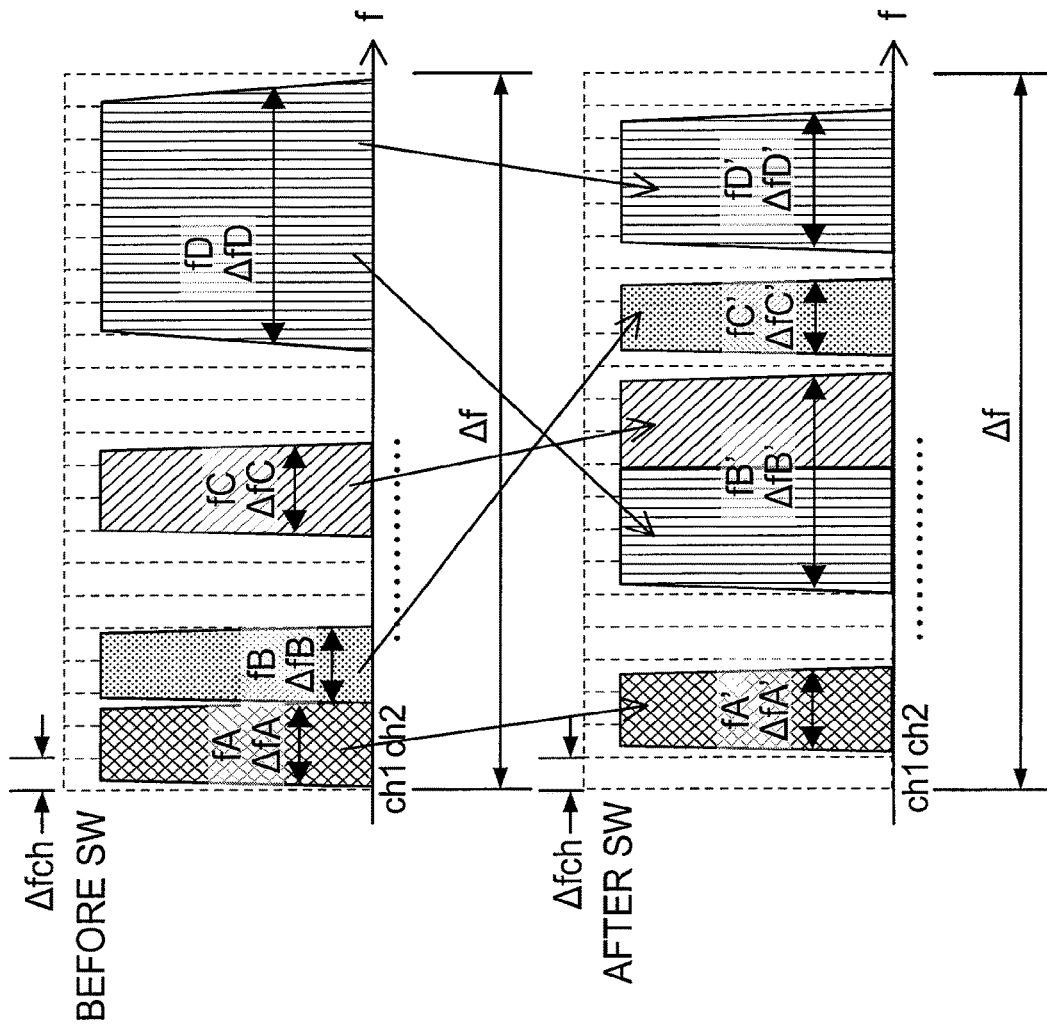 Δfch
BEFORE SW
fA
ΔfA
fB
ΔfB
fC
ΔfC
fD
ΔfD
f
ch1 ch2
Δf
Δfch
AFTER SW
fA'
ΔfA'
fB'
ΔfB'
fC'
ΔfC'
fD'
ΔfD'
f
ch1 ch2
Δf